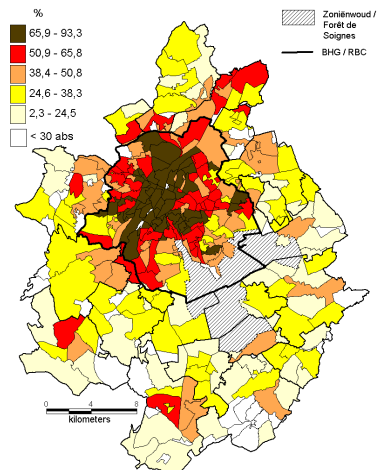 %
65,9 - 93,3
50,9 - 65,8
38,4 - 50,8
24,6 - 38,3
2,3 - 24,5
< 30 abs
Zoniënwoud /
Forêt de
Soignes
BHG / RBC
0 4 8
kilometers